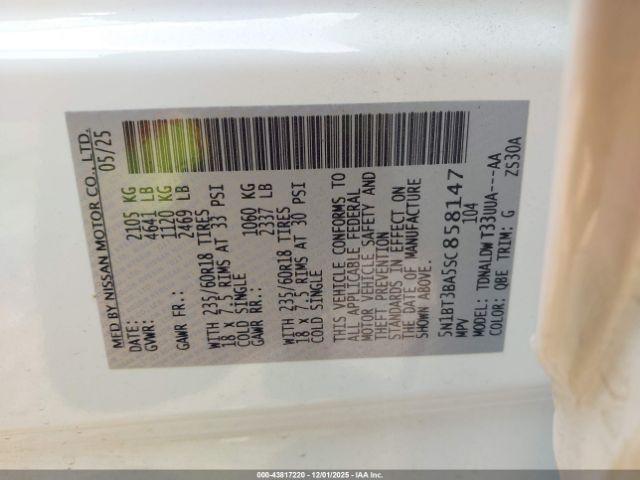 MFD BY NISSAN MOTOR CO., LTD.
DATE: 05/25
GVWR: 2105 KG
4641 LB
GAWR FR.: 1120 KG
2469 LB
WITH 235/60R18 TIRES
18 x 7.5 RIMS AT 33 PSI
COLD SINGLE
GAWR RR.: 1060 KG
2337 LB
WITH 235/60R18 TIRES
18 x 7.5 RIMS AT 30 PSI
COLD SINGLE
THIS VEHICLE CONFORMS TO
ALL APPLICABLE FEDERAL
MOTOR VEHICLE SAFETY AND
THEFT PREVENTION
STANDARDS IN EFFECT ON
THE DATE OF MANUFACTURE
SHOWN ABOVE.
5N1BT3BA5SC858147
MPV 104
MODEL: TDNALDWT33UUA---AA
COLOR: QBE TRIM: G ZS30A
000-43817220 - 12/01/2025 - IAAI Inc.